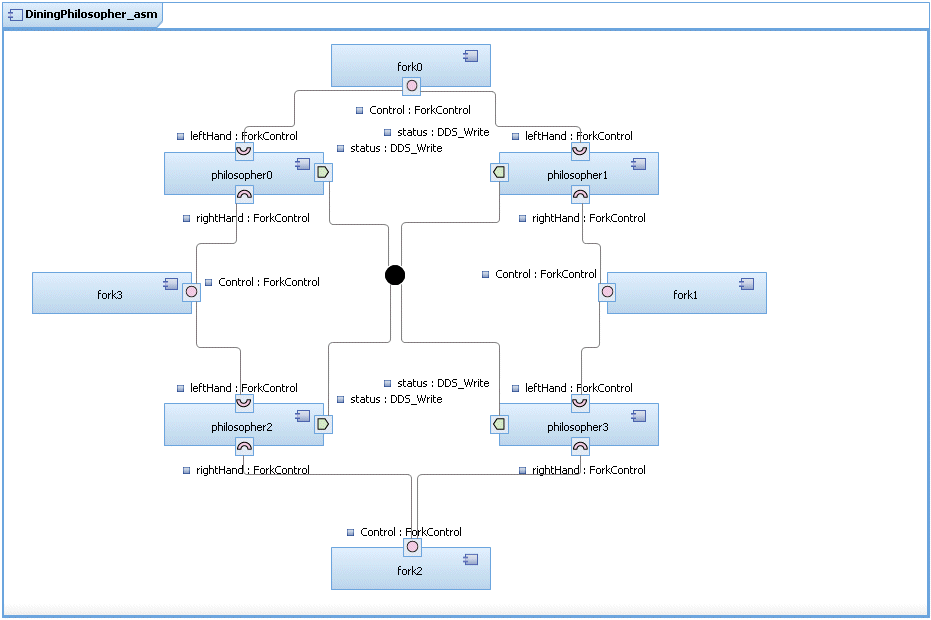 DiningPhilosopher_asm
fork0
Control : ForkControl
status : DDS_Write
leftHand : ForkControl
leftHand : ForkControl
status : DDS_Write
philosopher0
philosopher1
rightHand : ForkControl
rightHand : ForkControl
Control : ForkControl
Control : ForkControl
fork3
fork1
status : DDS_Write
leftHand : ForkControl
leftHand : ForkControl
status : DDS_Write
philosopher2
philosopher3
rightHand : ForkControl
rightHand : ForkControl
Control : ForkControl
fork2